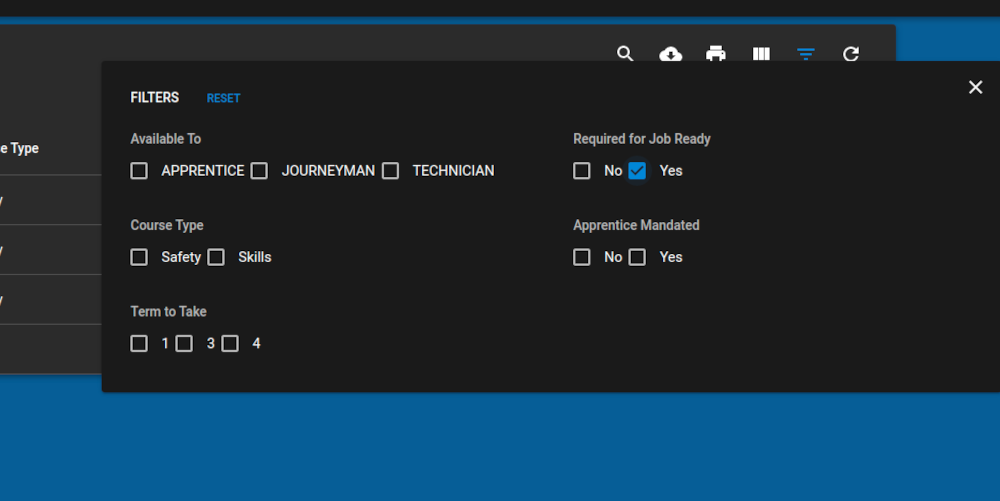 FILTERS RESET
Available To
APPRENTICE JOURNEYMAN TECHNICIAN
Required for Job Ready
No Yes
Course Type
Safety Skills
Apprentice Mandated
No Yes
Term to Take
1 3 4
e Type
y
y
y